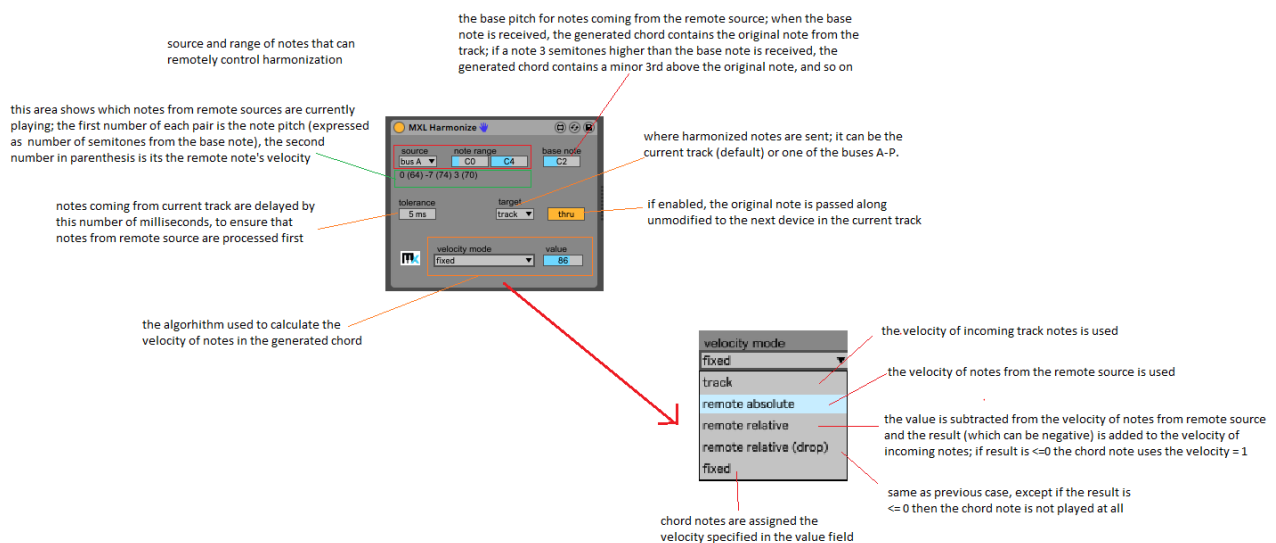 the base pitch for notes coming from the remote source; when the base
note is received, the generated chord contains the original note from the
track; if a note 3 semitones higher than the base note is received, the
generated chord contains a minor 3rd above the original note, and so on
source and range of notes that can
remotely control harmonization
this area shows which notes from remote sources are currently
playing; the first number of each pair is the note pitch (expressed
as number of semitones from the base note), the second
number in parenthesis is its the remote note's velocity
MXL Harmonize
source note range base note
bus A C0 C4 C2
0 (64) -7 (74) 3 (70)
tolerance target
5 ms track thru
velocity mode value
fixed 86
where harmonized notes are sent; it can be the
current track (default) or one of the buses A-P.
notes coming from current track are delayed by
this number of milliseconds, to ensure that
notes from remote source are processed first
if enabled, the original note is passed along
unmodified to the next device in the current track
the algorhithm used to calculate the
velocity of notes in the generated chord
velocity mode
fixed
track
remote absolute
remote relative
remote relative (drop)
fixed
the velocity of incoming track notes is used
the velocity of notes from the remote source is used
the value is subtracted from the velocity of notes from remote source
and the result (which can be negative) is added to the velocity of
incoming notes; if result is <=0 the chord note uses the velocity = 1
same as previous case, except if the result is
<= 0 then the chord note is not played at all
chord notes are assigned the
velocity specified in the value field